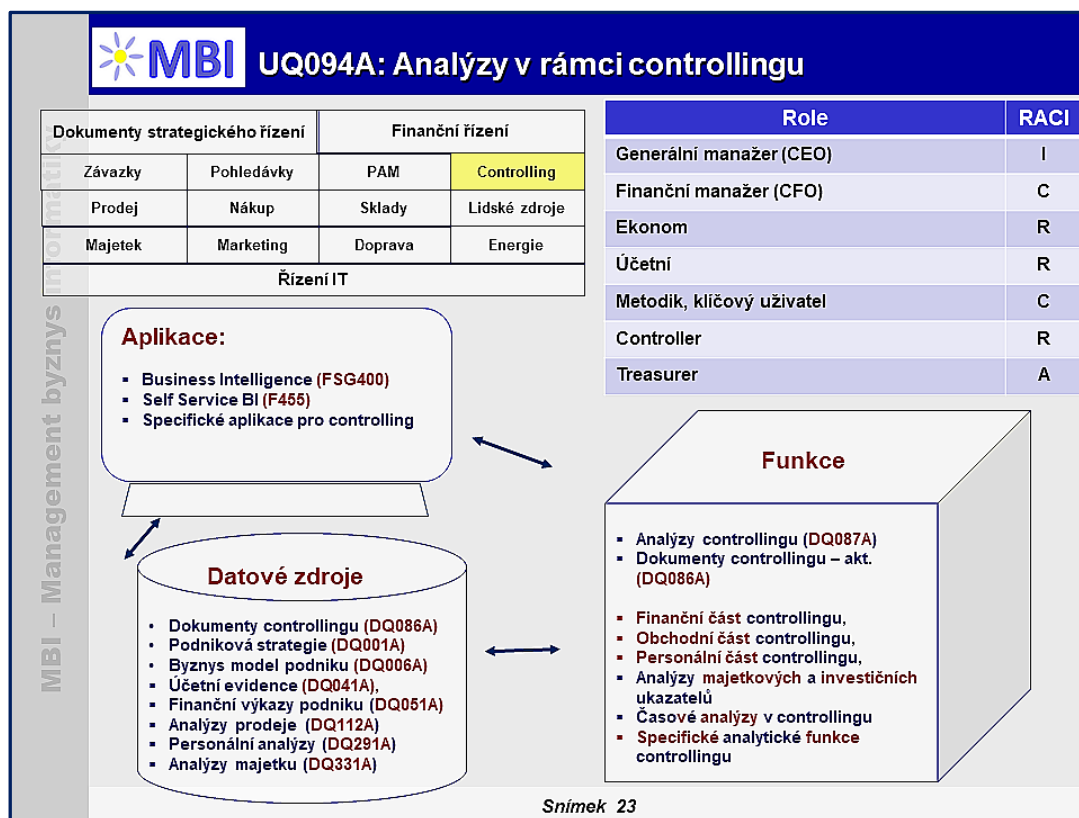 MBI
UQ094A: Analýzy v rámci controllingu
MBI – Management byznys informatiky
Dokumenty strategického řízení
Finanční řízení
Závazky
Pohledávky
PAM
Controlling
Prodej
Nákup
Sklady
Lidské zdroje
Majetek
Marketing
Doprava
Energie
Řízení IT
Role
RACI
Generální manažer (CEO)
I
Finanční manažer (CFO)
C
Ekonom
R
Účetní
R
Metodik, klíčový uživatel
C
Controller
R
Treasurer
A
Aplikace:
▪ Business Intelligence (FSG400)
▪ Self Service BI (F455)
▪ Specifické aplikace pro controlling
Datové zdroje
• Dokumenty controllingu (DQ086A)
• Podniková strategie (DQ001A)
• Byznys model podniku (DQ006A)
▪ Účetní evidence (DQ041A),
▪ Finanční výkazy podniku (DQ051A)
▪ Analýzy prodeje (DQ112A)
▪ Personální analýzy (DQ291A)
▪ Analýzy majetku (DQ331A)
Funkce
▪ Analýzy controllingu (DQ087A)
▪ Dokumenty controllingu – akt.
(DQ086A)
▪ Finanční část controllingu,
▪ Obchodní část controllingu,
▪ Personální část controllingu,
▪ Analýzy majetkových a investičních
ukazatelů
▪ Časové analýzy v controllingu
▪ Specifické analytické funkce
controllingu
Snímek 23